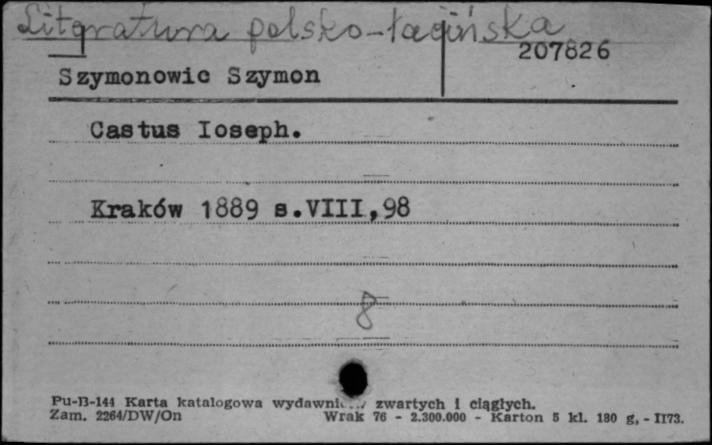 Literatura polsko-łacińska
207826
Szymonowic Szymon
Castus Ioseph.
Kraków 1889 s.VIII,98
8
Pu-B-144 Karta katalogowa wydawnictw zwartych i ciągłych.
Zam. 2264/DW/On Wrak 76 - 2.300.000 - Karton 5 kl. 180 g, - II73.